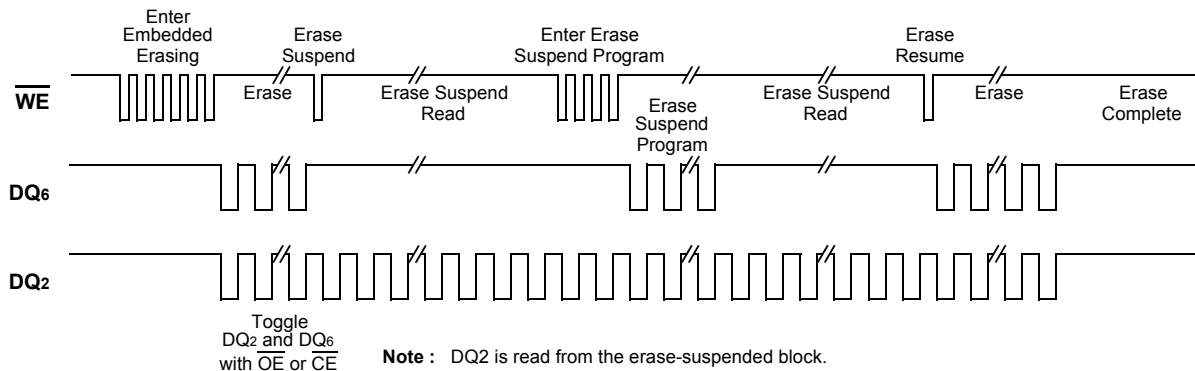 Enter
Embedded
Erasing
Erase
Suspend
Enter Erase
Suspend Program
Erase
Resume
WE
Erase
Erase Suspend
Read
Erase
Suspend
Program
Erase Suspend
Read
Erase
Erase
Complete
DQ6
DQ2
Toggle
DQ2 and DQ6
with OE or CE
Note : DQ2 is read from the erase-suspended block.